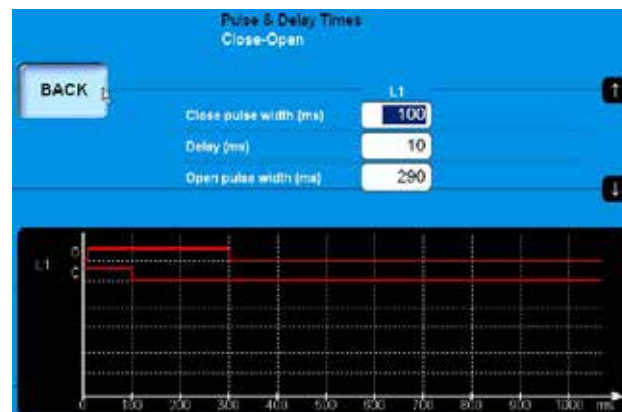 Pulse & Delay Times
Close-Open
BACK
L1
Close pulse width (ms) 100
Delay (ms) 10
Open pulse width (ms) 290
L1 O
C
0 100 200 300 400 500 600 700 800 900 1000 ms